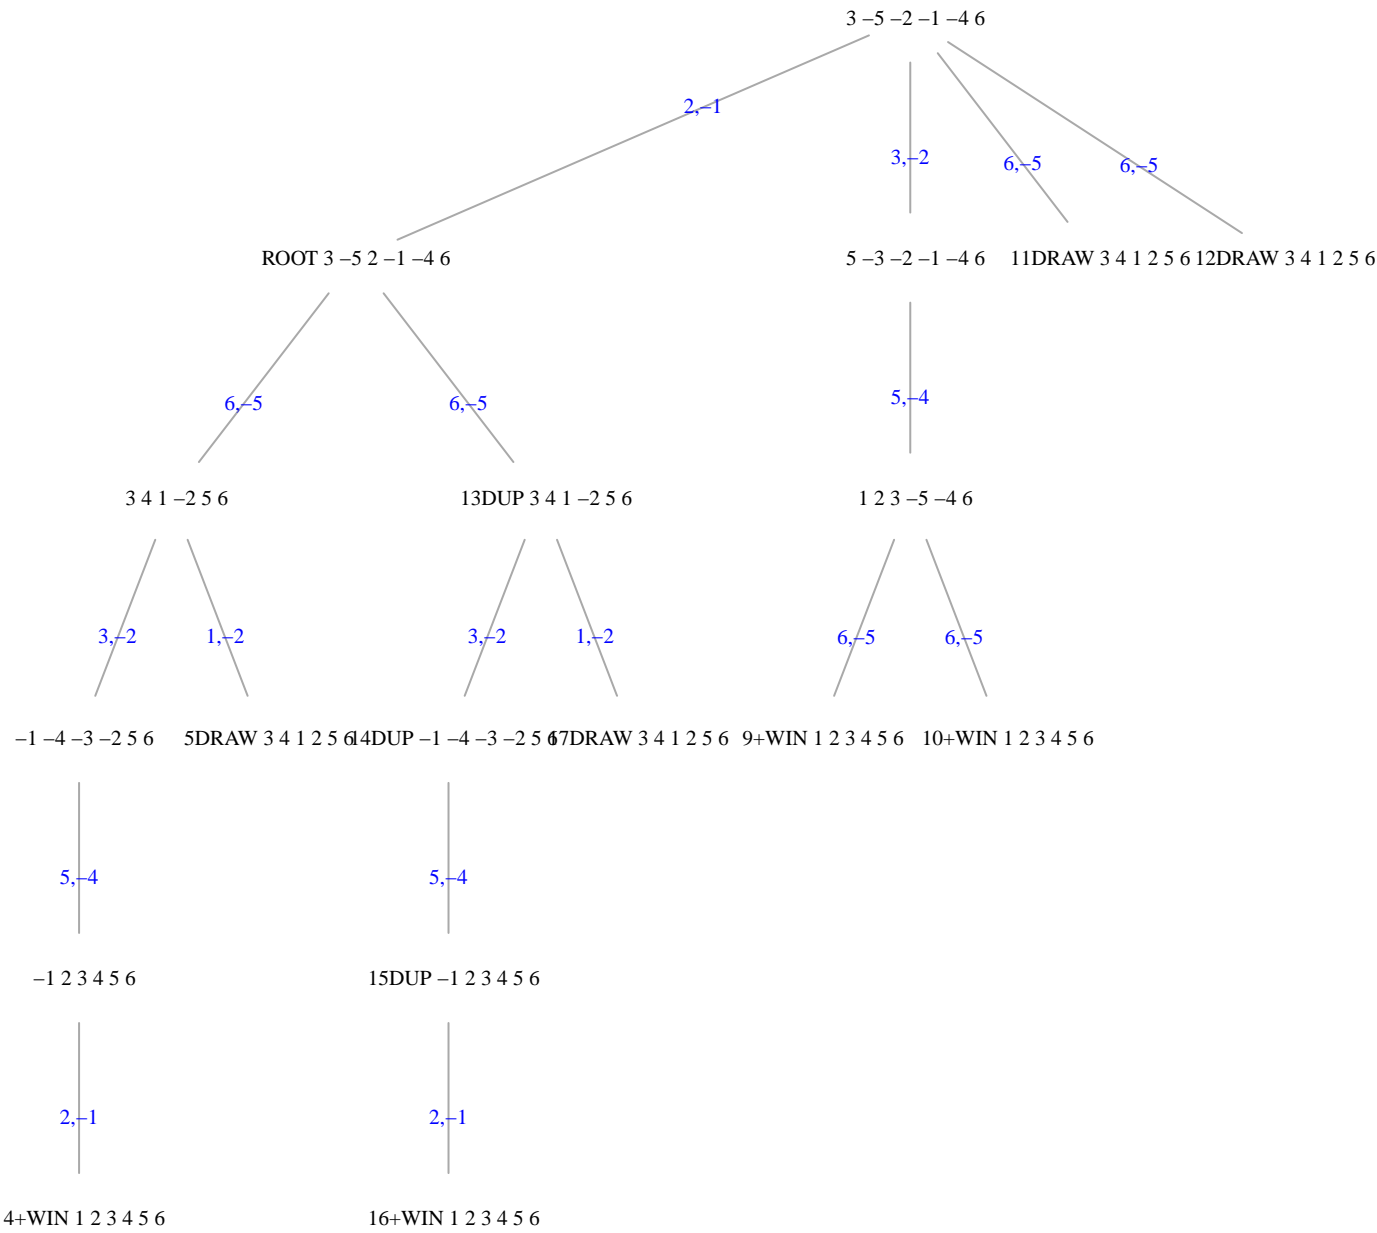 3 –5 –2 –1 –4 6
2,–1
3,–2
6,–5
6,–5
ROOT 3 –5 2 –1 –4 6
5 –3 –2 –1 –4 6
11DRAW 3 4 1 2 5 6
12DRAW 3 4 1 2 5 6
6,–5
6,–5
5,–4
3 4 1 –2 5 6
13DUP 3 4 1 –2 5 6
1 2 3 –5 –4 6
3,–2
1,–2
3,–2
1,–2
6,–5
6,–5
–1 –4 –3 –2 5 6
5DRAW 3 4 1 2 5 6
14DUP –1 –4 –3 –2 5 6
17DRAW 3 4 1 2 5 6
9+WIN 1 2 3 4 5 6
10+WIN 1 2 3 4 5 6
5,–4
5,–4
–1 2 3 4 5 6
15DUP –1 2 3 4 5 6
2,–1
2,–1
4+WIN 1 2 3 4 5 6
16+WIN 1 2 3 4 5 6